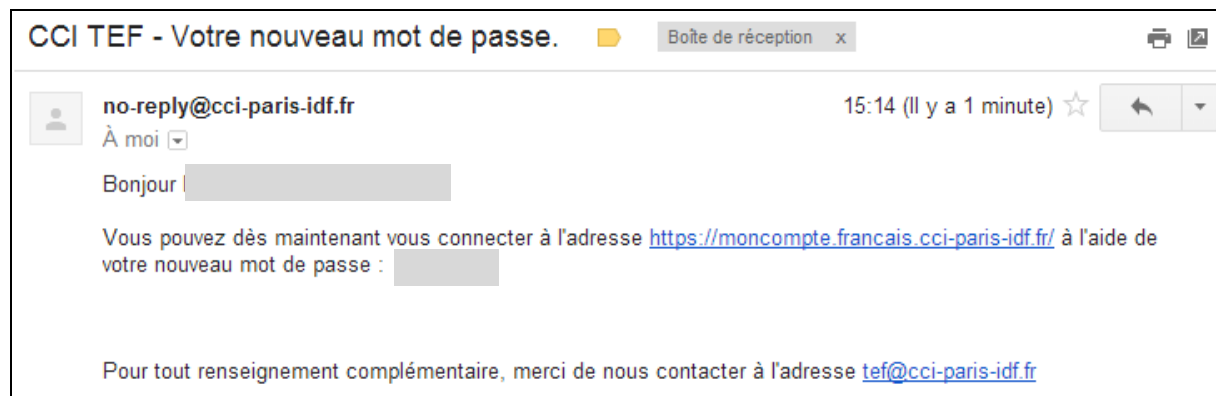 CCI TEF - Votre nouveau mot de passe.
Boîte de réception x
no-reply@cci-paris-idf.fr
15:14 (Il y a 1 minute)
À moi
Bonjour
Vous pouvez dès maintenant vous connecter à l'adresse https://moncompte.francais.cci-paris-idf.fr/ à l'aide de
votre nouveau mot de passe :
Pour tout renseignement complémentaire, merci de nous contacter à l'adresse tef@cci-paris-idf.fr